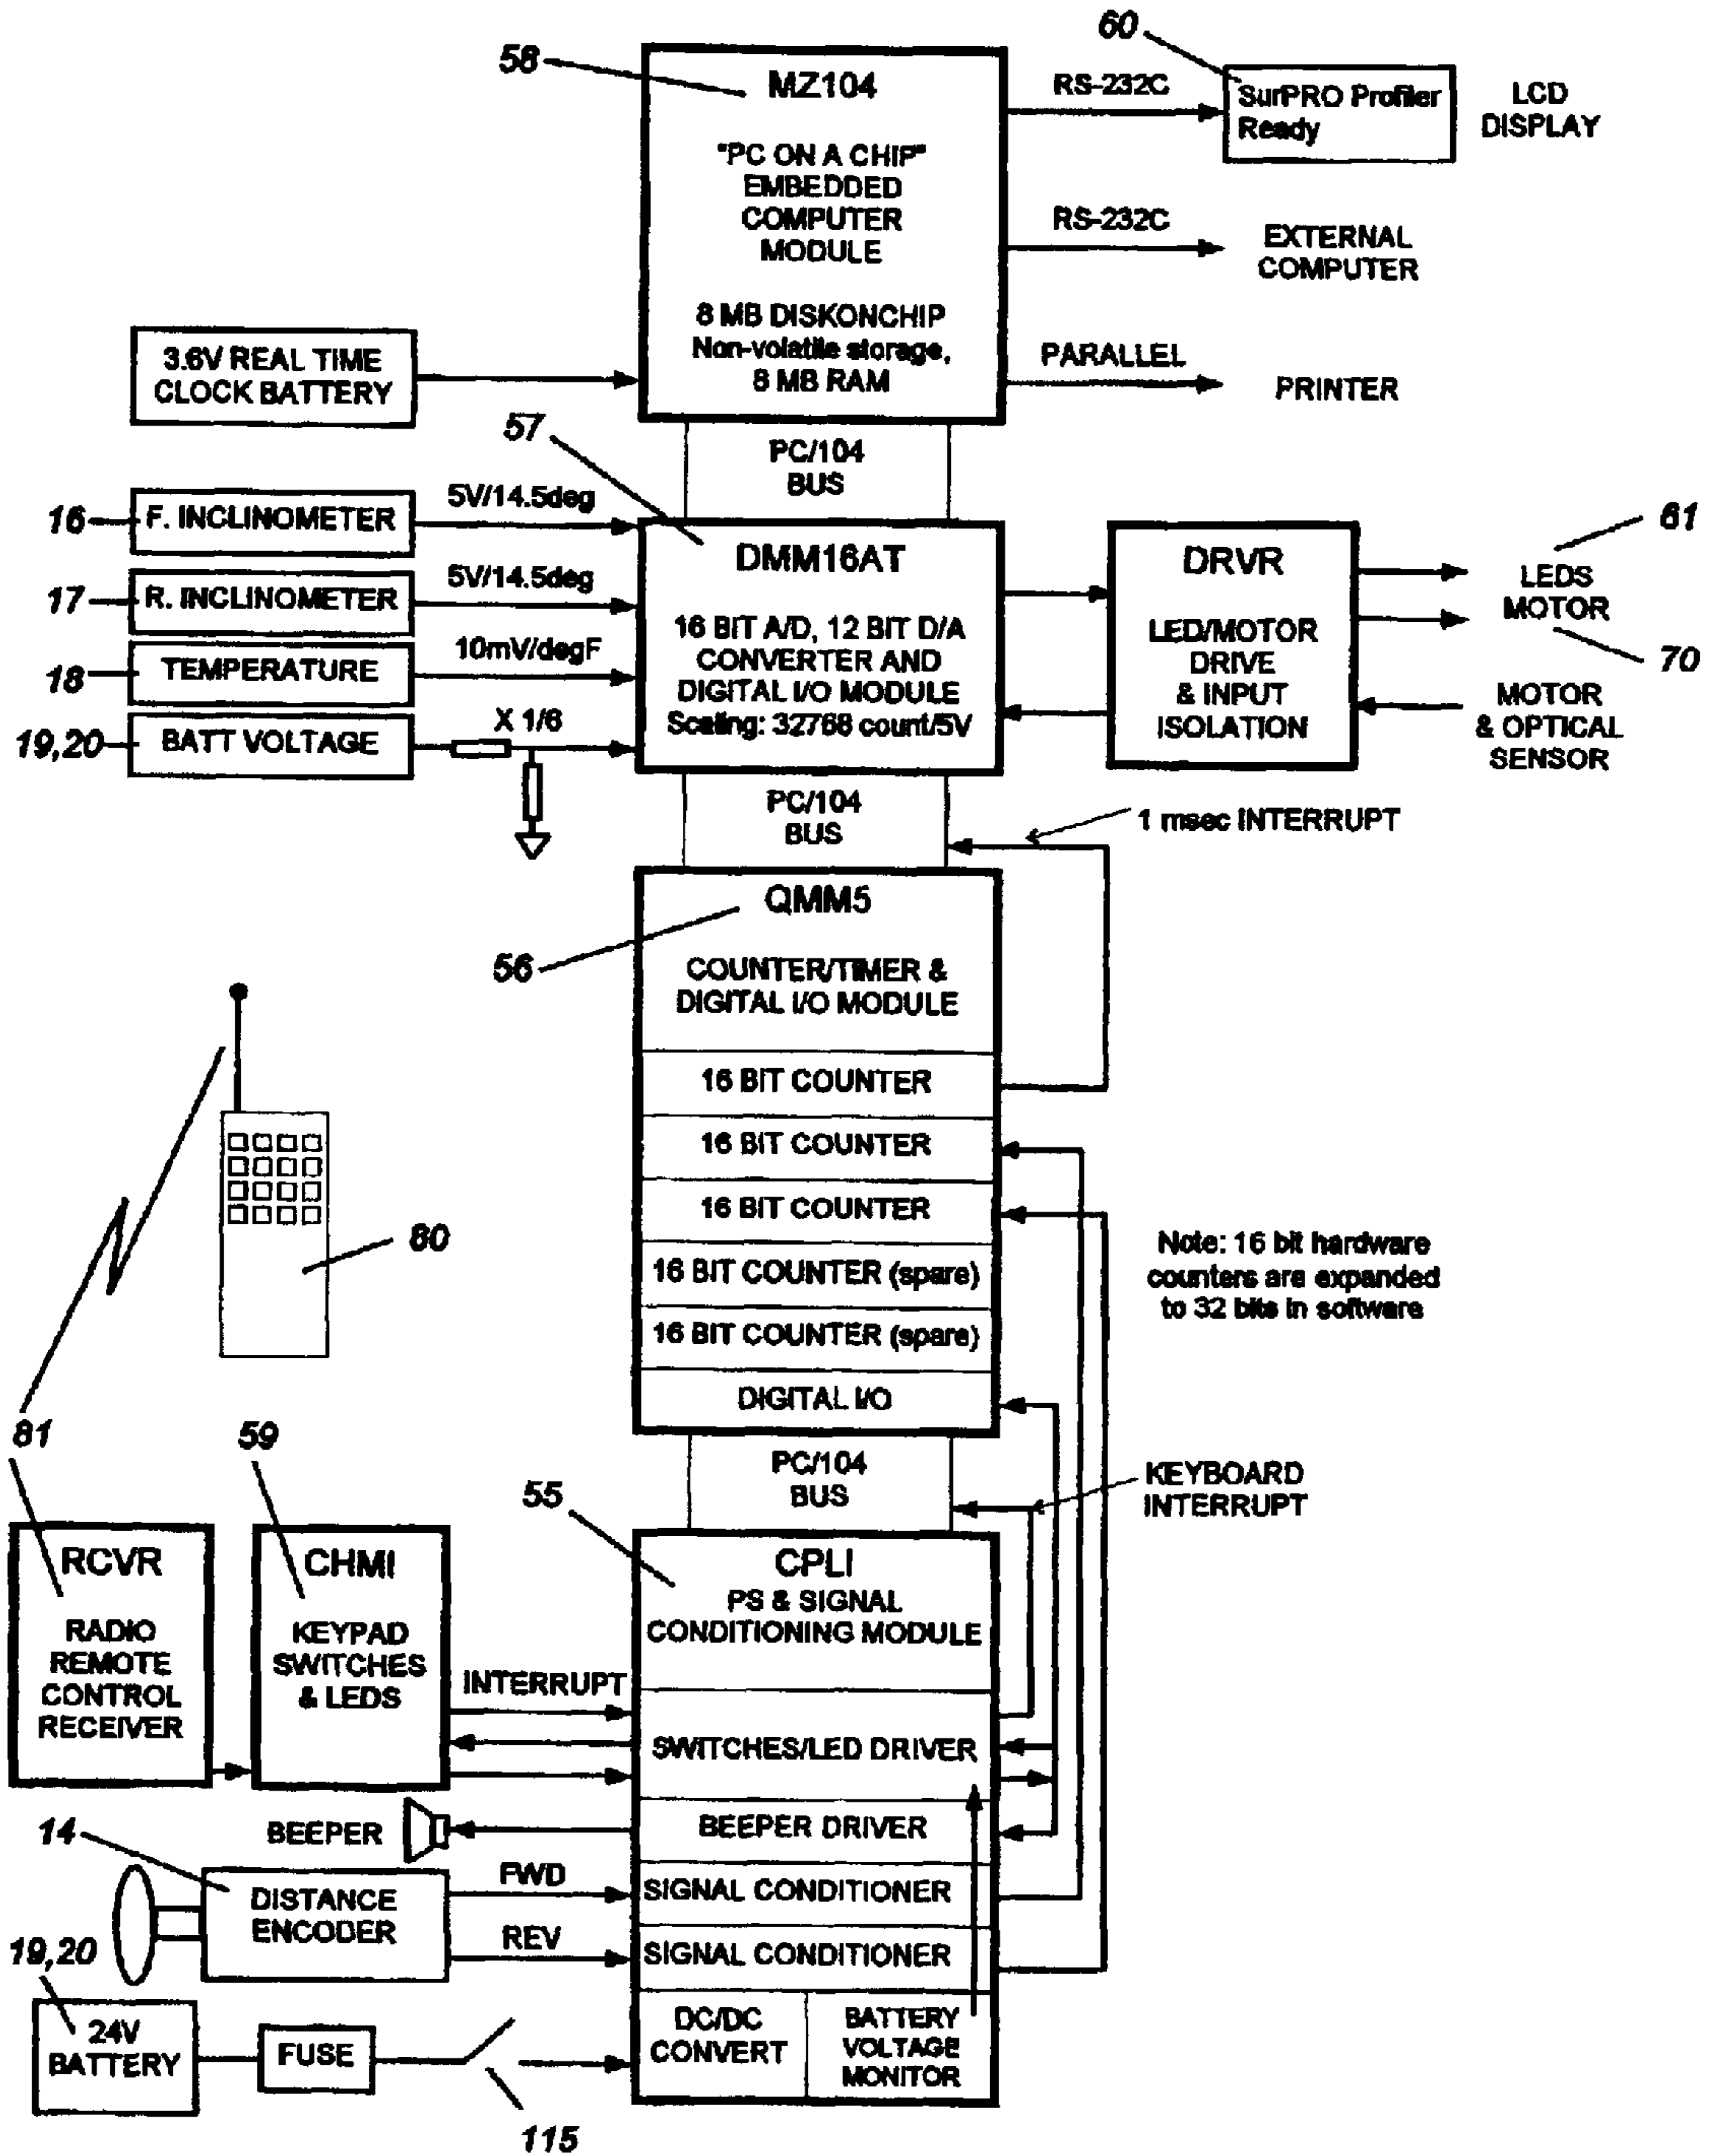 60
58
MZ104
RS-232C
SurPRO Profiler
Ready
LCD
DISPLAY
"PC ON A CHIP"
EMBEDDED
COMPUTER
MODULE
RS-232C
EXTERNAL
COMPUTER
8 MB DISKONCHIP
Non-volatile storage,
8 MB RAM
PARALLEL
PRINTER
3.6V REAL TIME
CLOCK BATTERY
57
PC/104
BUS
16
F. INCLINOMETER
5V/14.5deg
17
R. INCLINOMETER
5V/14.5deg
18
TEMPERATURE
10mV/degF
19,20
BATT VOLTAGE
X 1/6
DMM16AT
16 BIT A/D, 12 BIT D/A
CONVERTER AND
DIGITAL I/O MODULE
Scaling: 32768 count/5V
DRVR
LED/MOTOR
DRIVE
& INPUT
ISOLATION
61
LEDS
MOTOR
70
MOTOR
& OPTICAL
SENSOR
PC/104
BUS
1 msec INTERRUPT
QMM5
56
COUNTER/TIMER &
DIGITAL I/O MODULE
16 BIT COUNTER
16 BIT COUNTER
16 BIT COUNTER
16 BIT COUNTER (spare)
16 BIT COUNTER (spare)
DIGITAL I/O
80
Note: 16 bit hardware
counters are expanded
to 32 bits in software
81
59
PC/104
BUS
KEYBOARD
INTERRUPT
55
RCVR
RADIO
REMOTE
CONTROL
RECEIVER
CHMI
KEYPAD
SWITCHES
& LEDS
INTERRUPT
CPLI
PS & SIGNAL
CONDITIONING MODULE
SWITCHES/LED DRIVER
BEEPER
BEEPER DRIVER
14
DISTANCE
ENCODER
FWD
SIGNAL CONDITIONER
REV
SIGNAL CONDITIONER
19,20
24V
BATTERY
FUSE
115
DC/DC
CONVERT
BATTERY
VOLTAGE
MONITOR